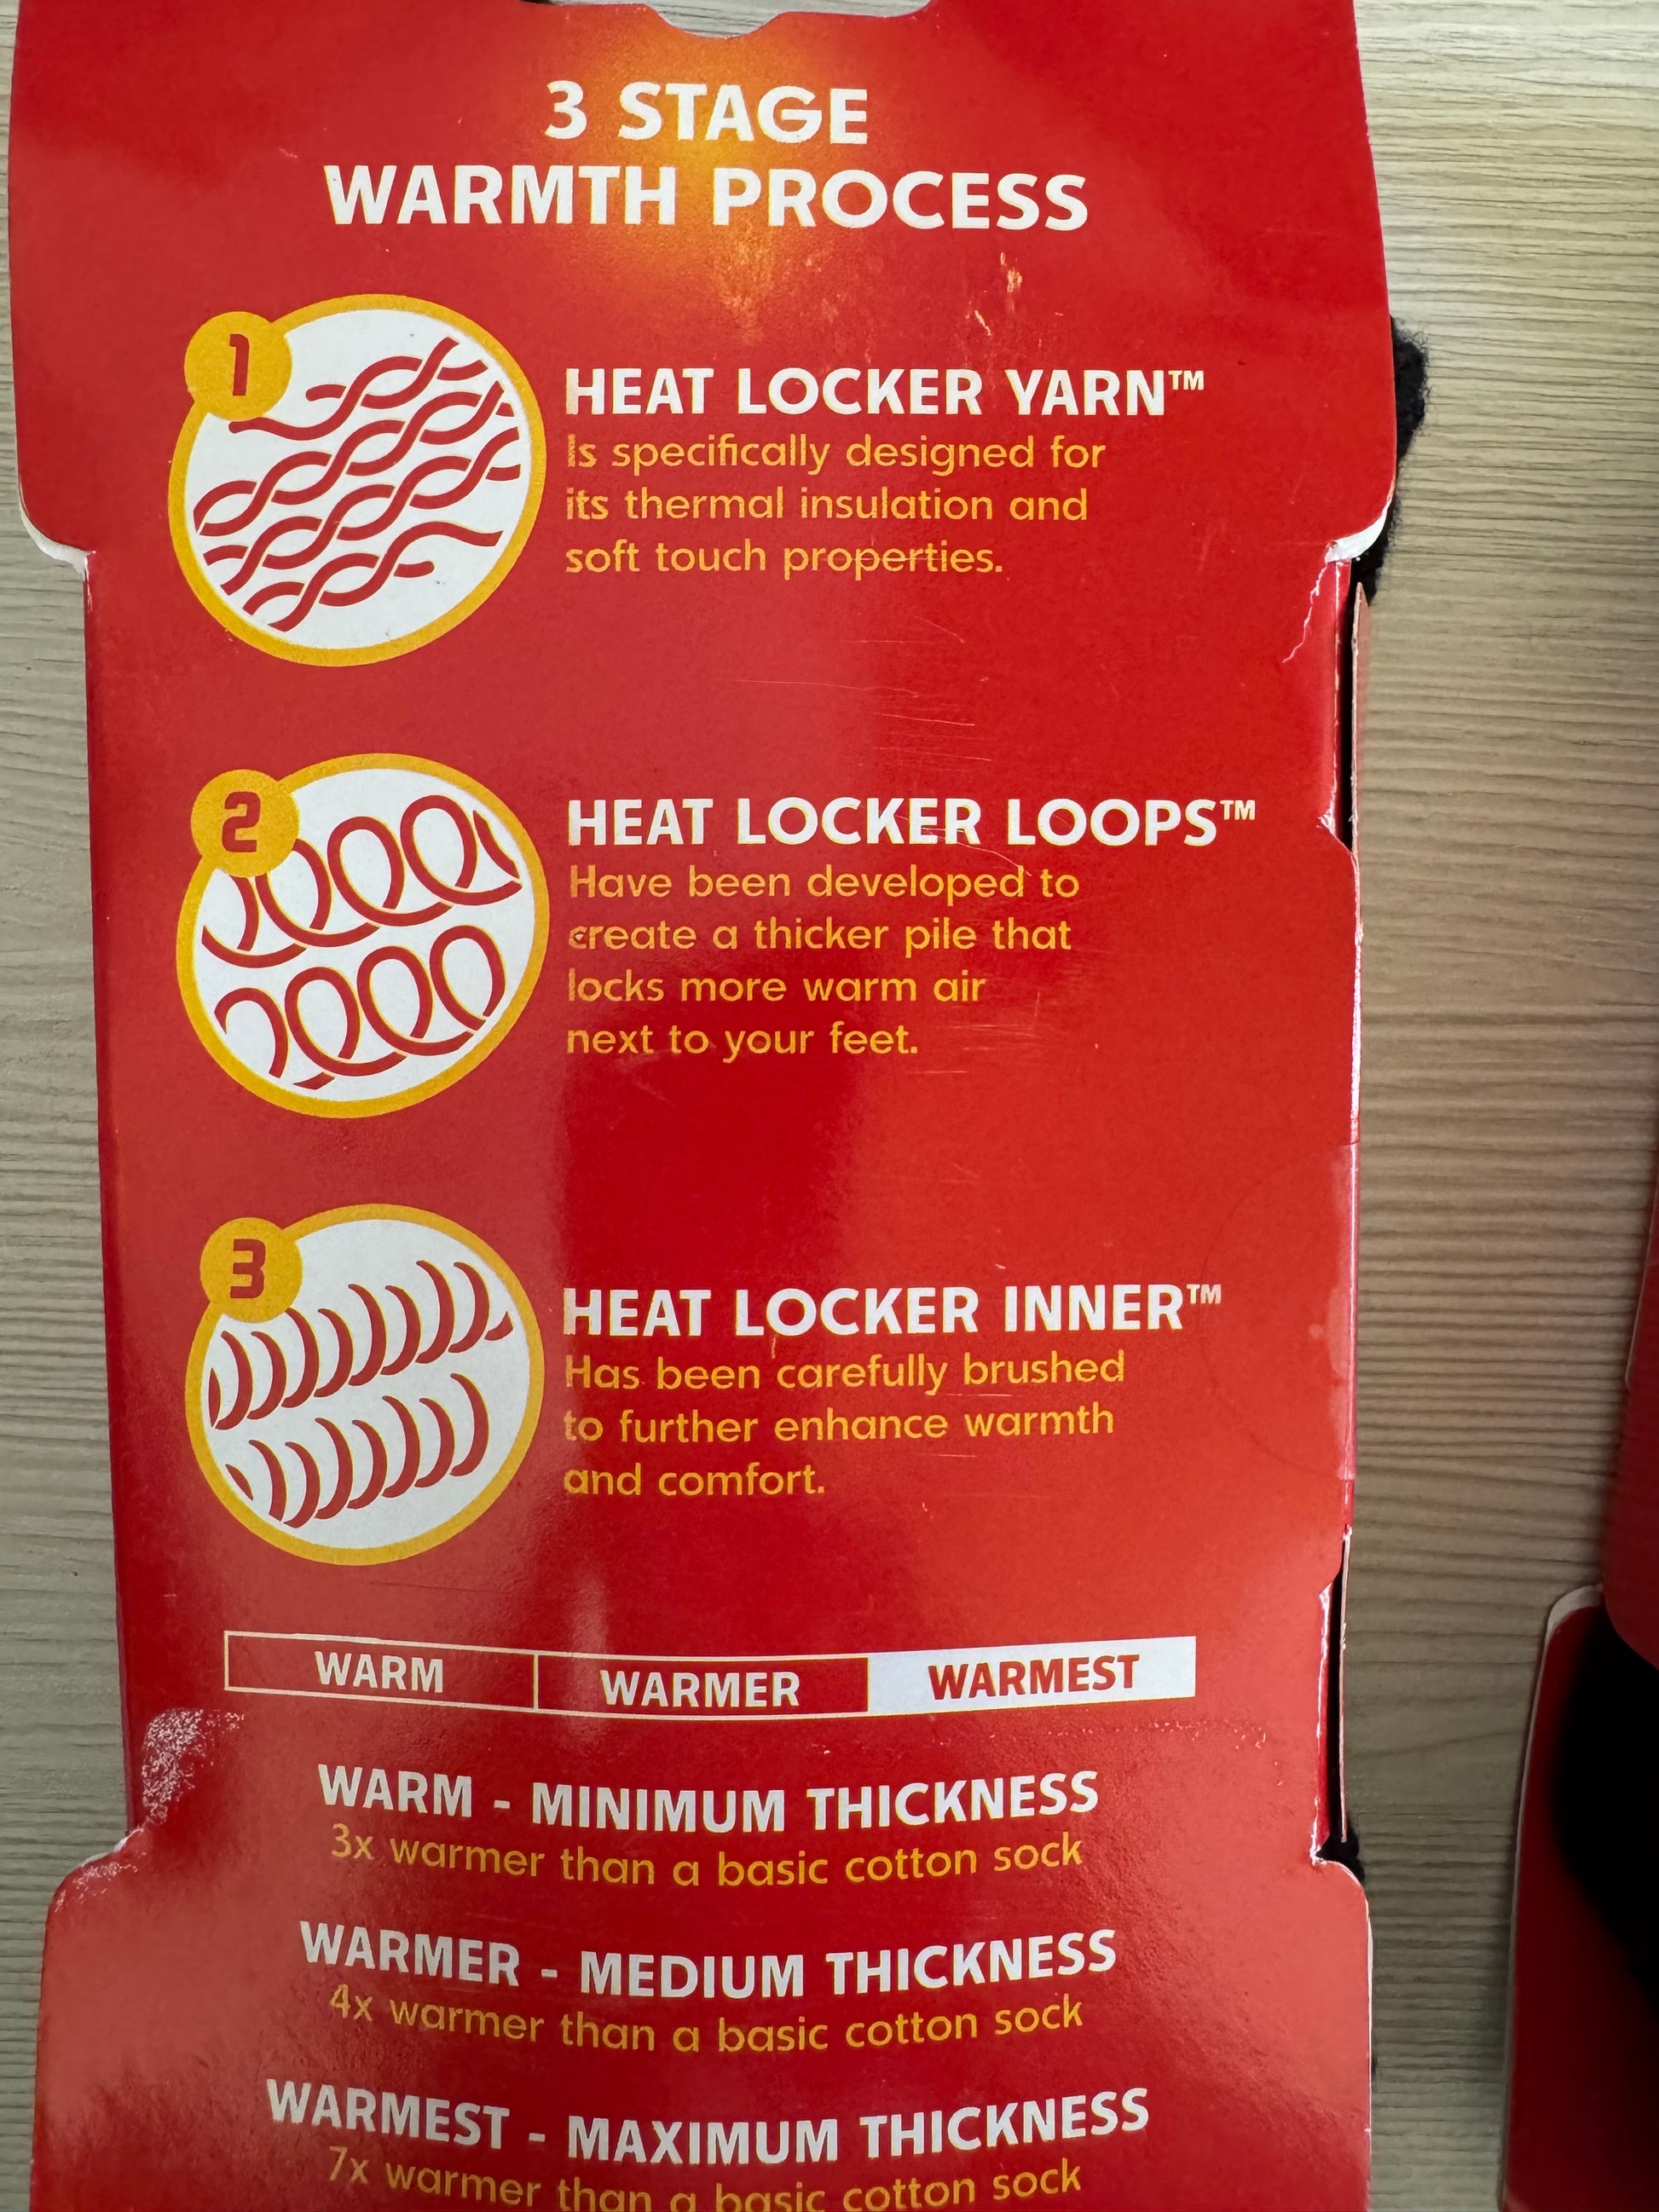 3 STAGE
WARMTH PROCESS
1
HEAT LOCKER YARN™
Is specifically designed for
its thermal insulation and
soft touch properties.
2
HEAT LOCKER LOOPS™
Have been developed to
create a thicker pile that
locks more warm air
next to your feet.
3
HEAT LOCKER INNER™
Has been carefully brushed
to further enhance warmth
and comfort.
WARM WARMER WARMEST
WARM - MINIMUM THICKNESS
3x warmer than a basic cotton sock
WARMER - MEDIUM THICKNESS
4x warmer than a basic cotton sock
WARMEST - MAXIMUM THICKNESS
7x warmer than a basic cotton sock